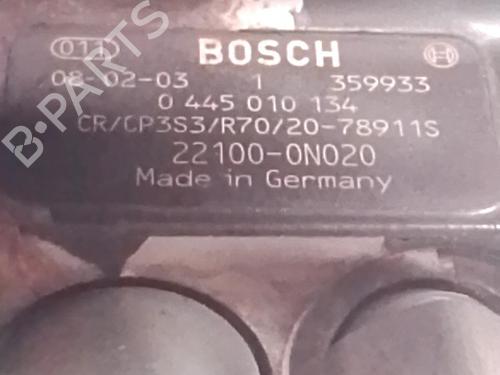 011 BOSCH
08-02-03 1 359933
0 445 010 134
CR/CP3S3/R70/20-78911S
22100-0N020
Made in Germany
B-PARTS